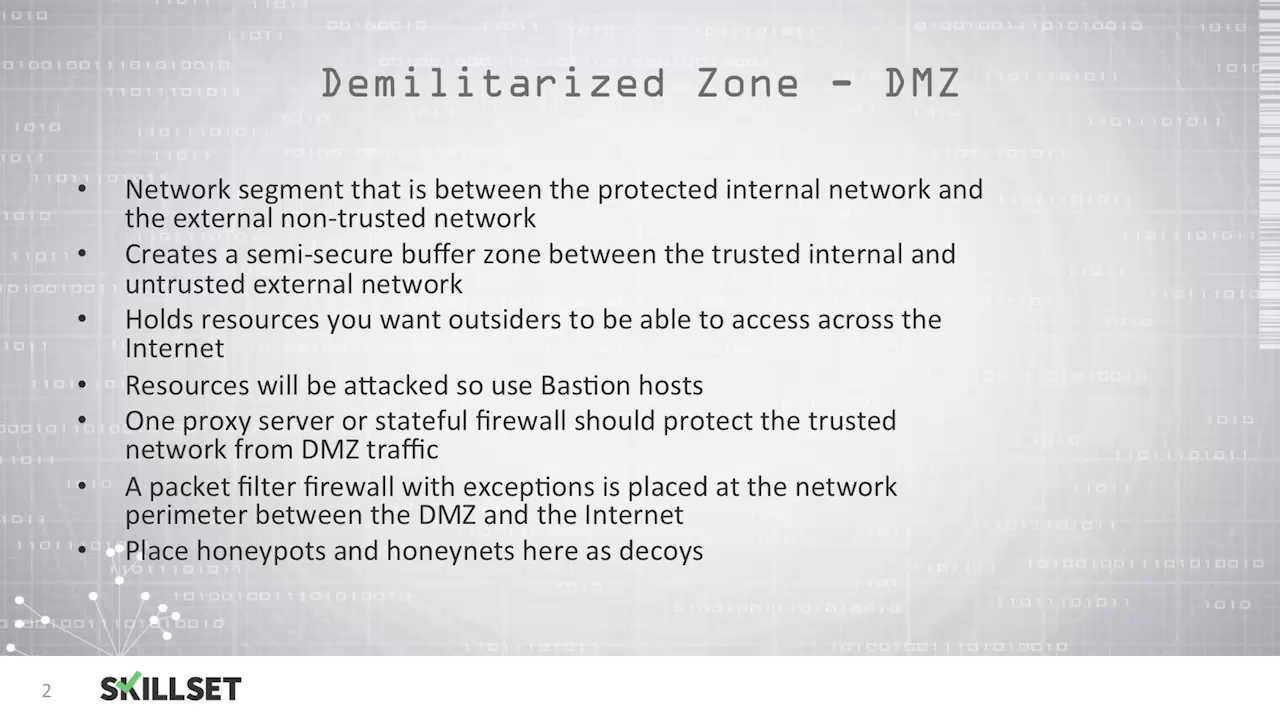 Demilitarized Zone - DMZ
• Network segment that is between the protected internal network and
the external non-trusted network
• Creates a semi-secure buffer zone between the trusted internal and
untrusted external network
• Holds resources you want outsiders to be able to access across the
Internet
• Resources will be attacked so use Bastion hosts
• One proxy server or stateful firewall should protect the trusted
network from DMZ traffic
• A packet filter firewall with exceptions is placed at the network
perimeter between the DMZ and the Internet
• Place honeypots and honeynets here as decoys
2
SKILLSET